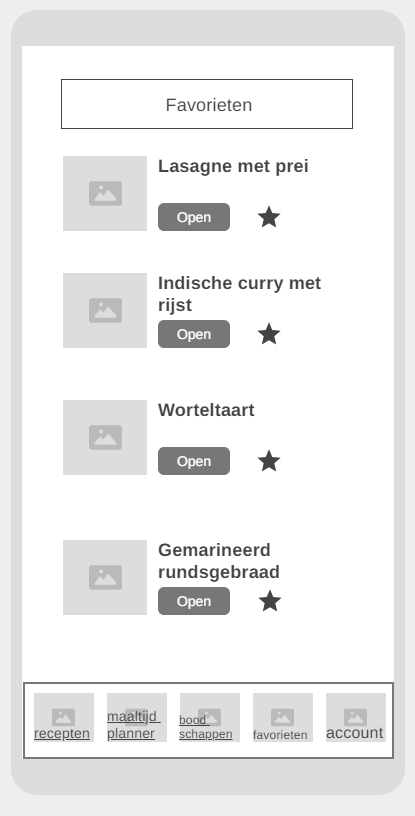 Favorieten
Lasagne met prei
Open
Indische curry met
rijst
Open
Worteltaart
Open
Gemarineerd
rundsgebraad
Open
recepten
maaltijd
planner
bood
schappen
favorieten
account